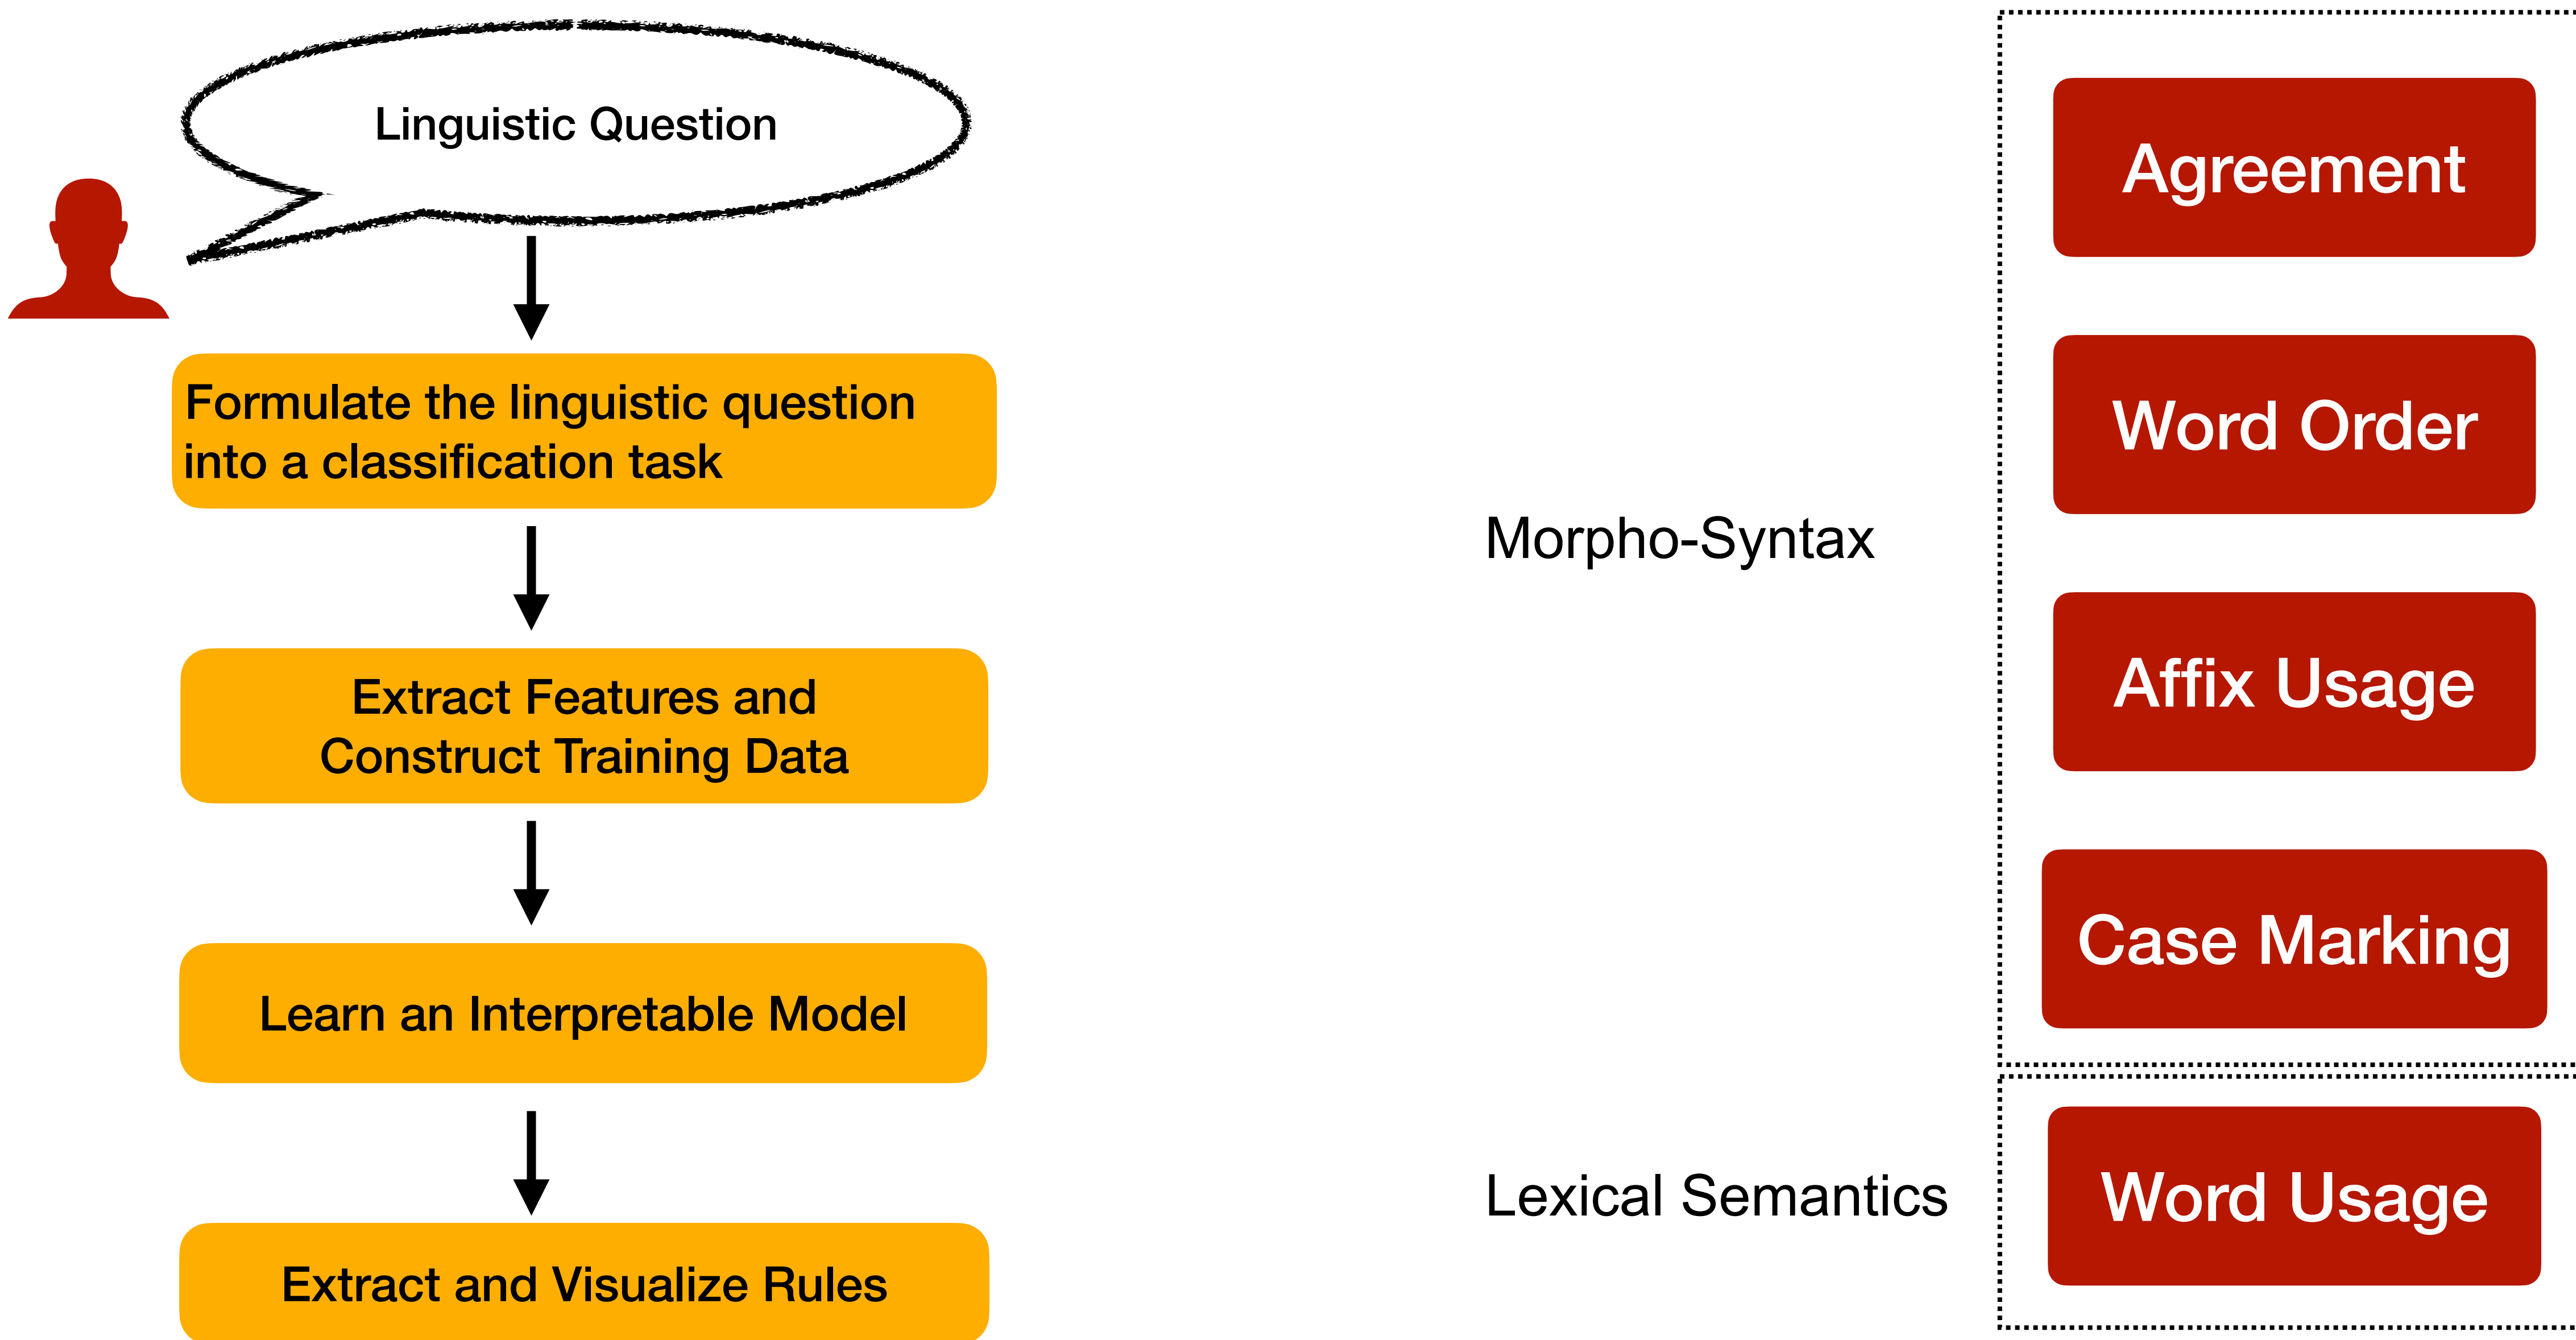 Linguistic Question
Formulate the linguistic question
into a classification task
Extract Features and
Construct Training Data
Learn an Interpretable Model
Extract and Visualize Rules
Morpho-Syntax
Agreement
Word Order
Affix Usage
Case Marking
Lexical Semantics
Word Usage